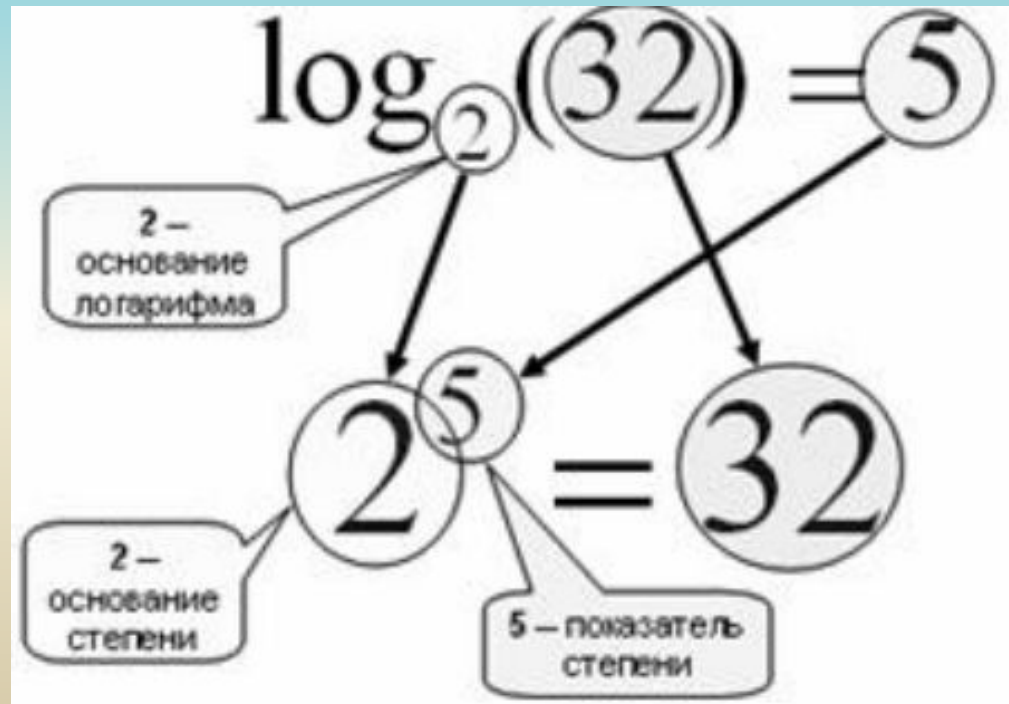 log₂(32) = 5
2 –
основание
логарифма
2⁵ = 32
2 –
основание
степени
5 – показатель
степени